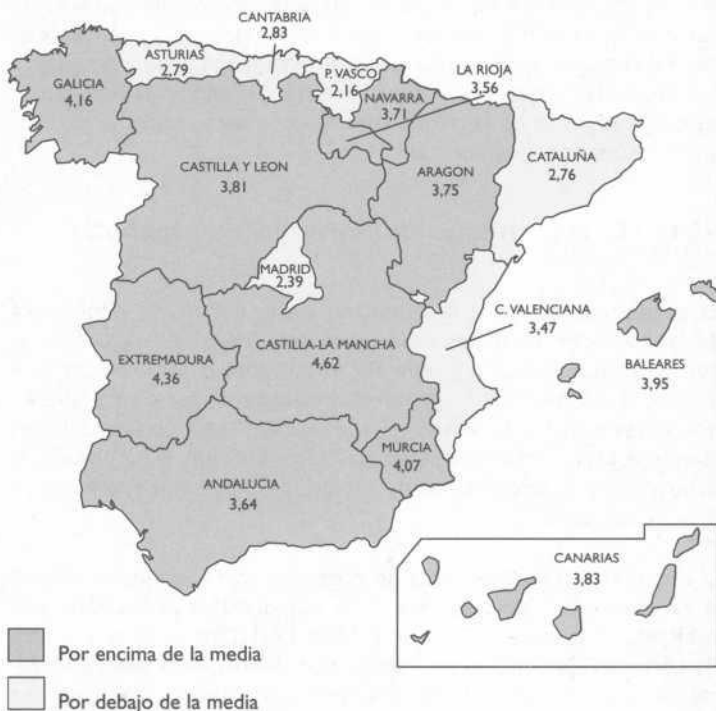 CANTABRIA
2,83
ASTURIAS
2,79
P. VASCO
2,16
LA RIOJA
3,56
GALICIA
4,16
NAVARRA
3,71
CASTILLA Y LEON
3,81
ARAGON
3,75
CATALUÑA
2,76
MADRID
2,39
C. VALENCIANA
3,47
EXTREMADURA
4,36
CASTILLA-LA MANCHA
4,62
BALEARES
3,95
MURCIA
4,07
ANDALUCIA
3,64
CANARIAS
3,83
Por encima de la media
Por debajo de la media